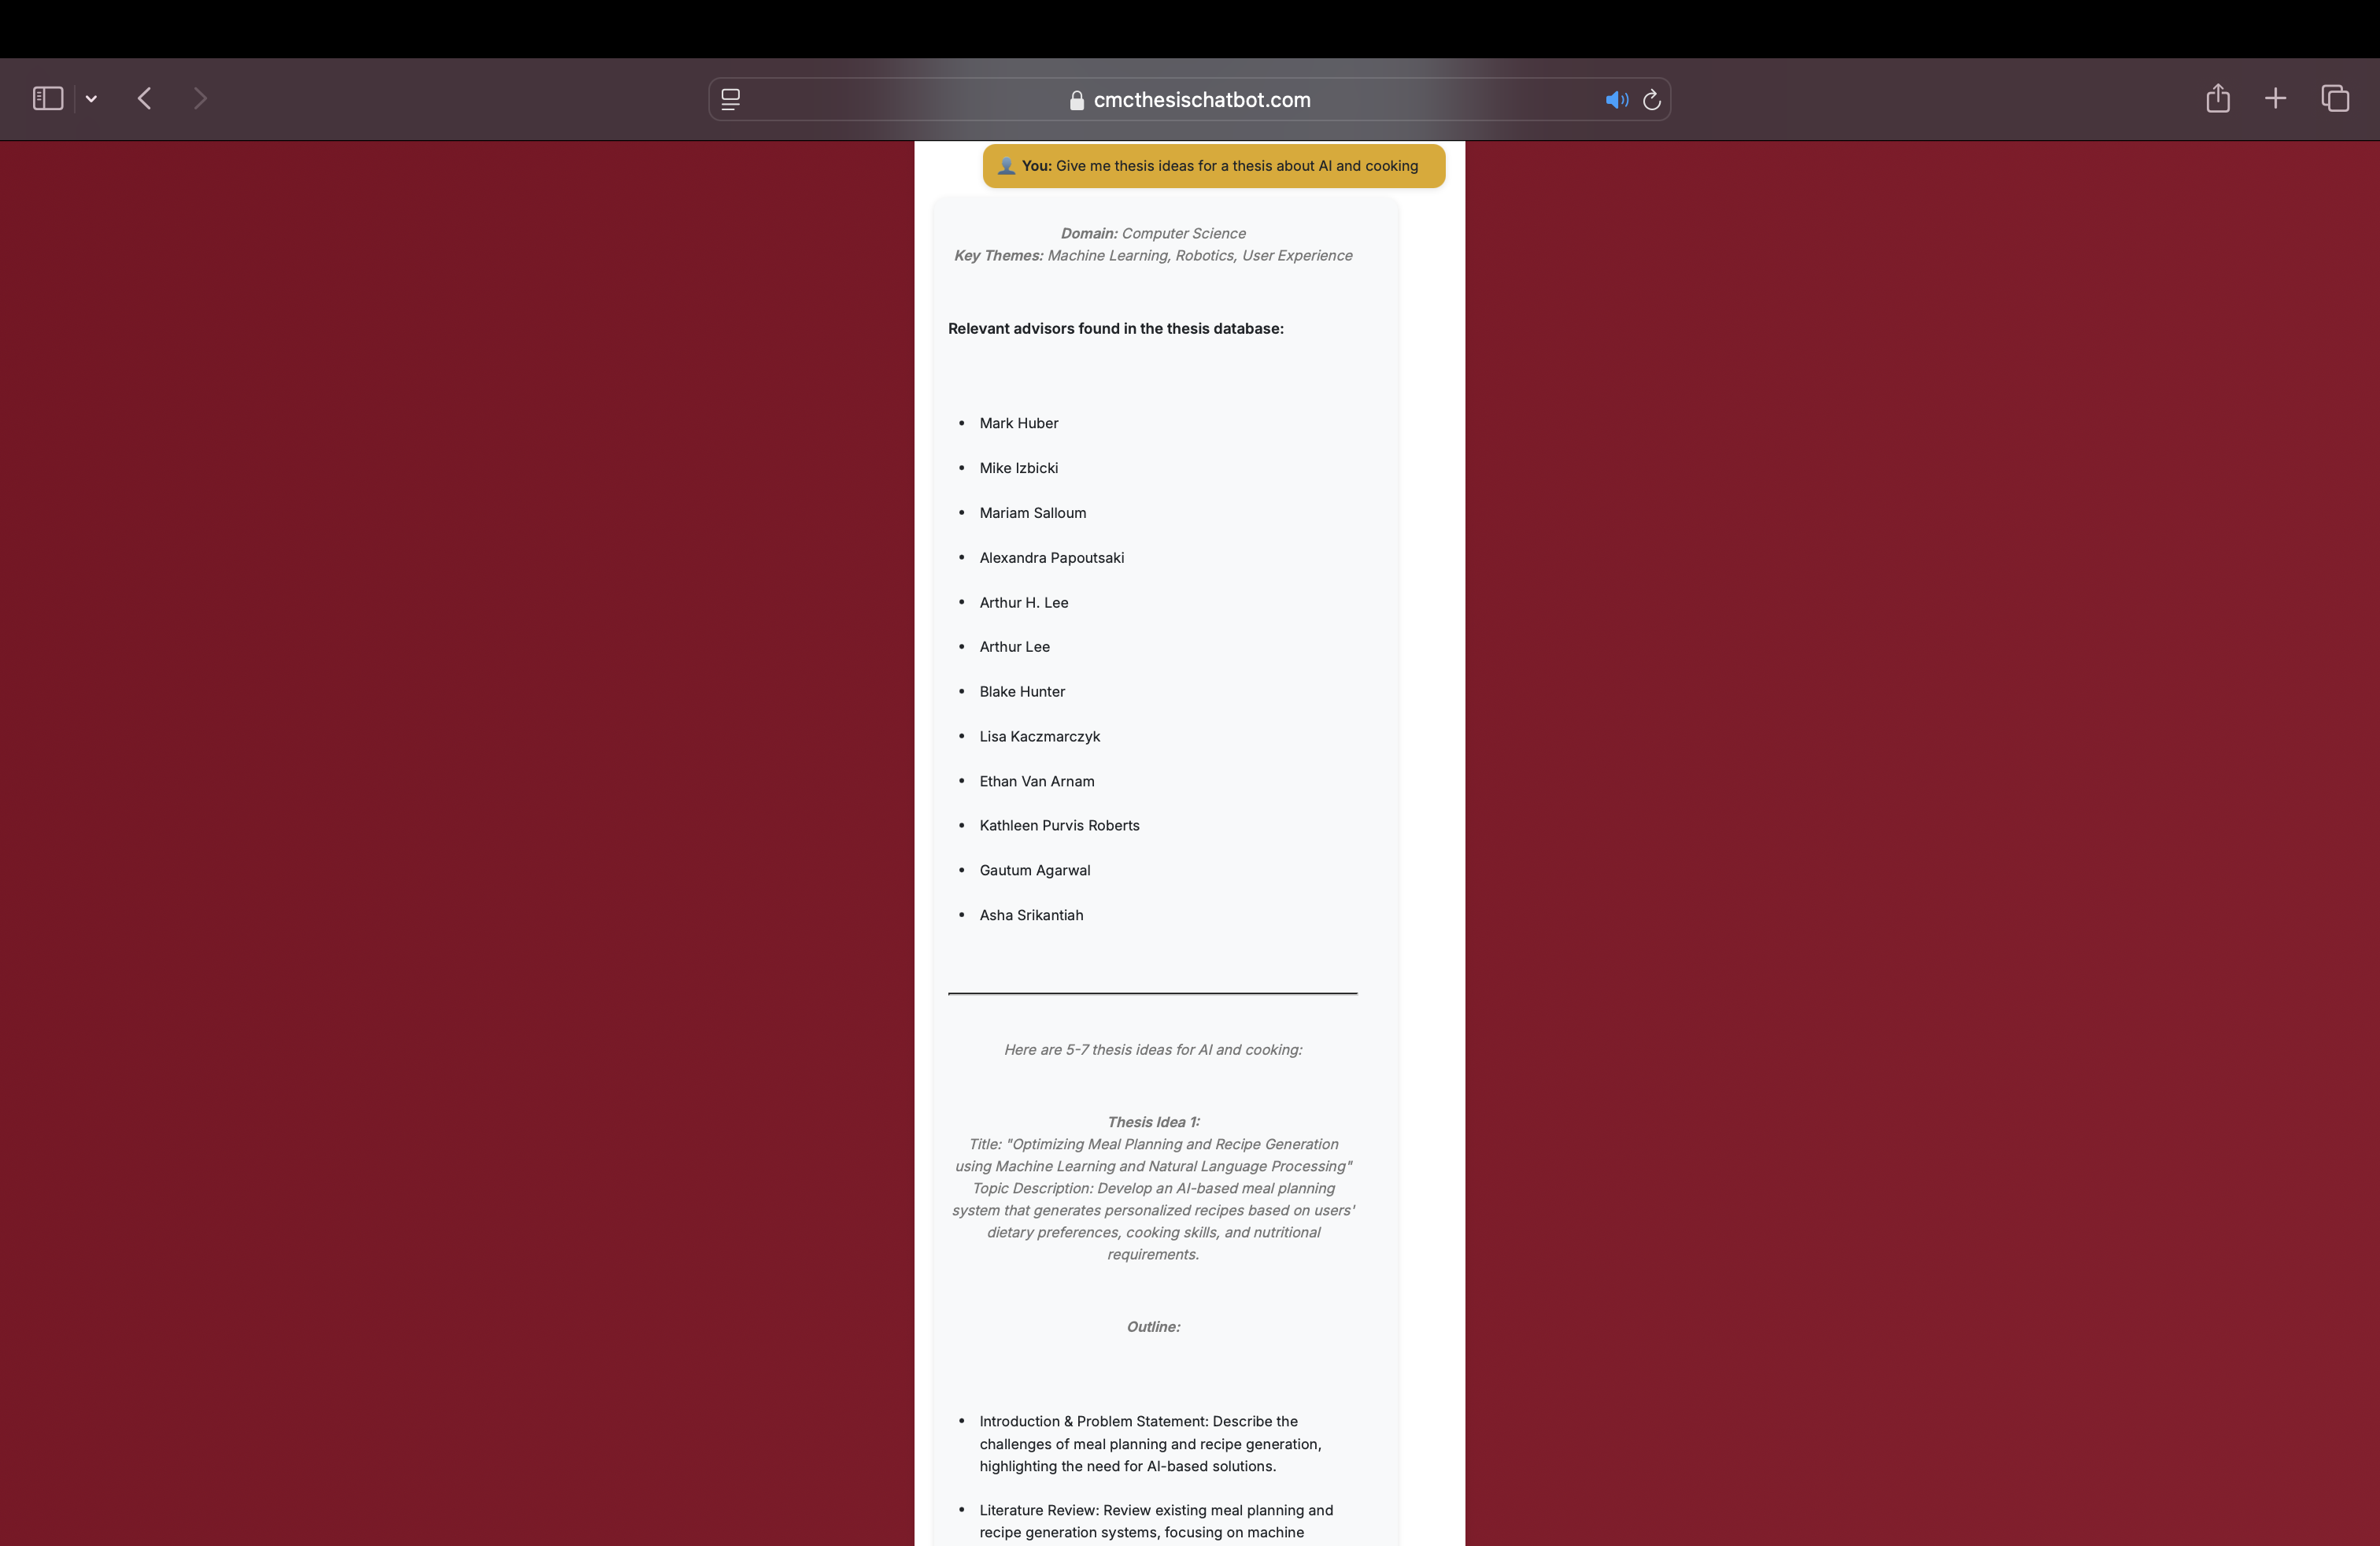 cmcthesischatbot.com
You: Give me thesis ideas for a thesis about AI and cooking
Domain: Computer Science
Key Themes: Machine Learning, Robotics, User Experience
Relevant advisors found in the thesis database:
• Mark Huber
• Mike Izbicki
• Mariam Salloum
• Alexandra Papoutsaki
• Arthur H. Lee
• Arthur Lee
• Blake Hunter
• Lisa Kaczmarczyk
• Ethan Van Arnam
• Kathleen Purvis Roberts
• Gautum Agarwal
• Asha Srikantiah
Here are 5-7 thesis ideas for AI and cooking:
Thesis Idea 1:
Title: "Optimizing Meal Planning and Recipe Generation
using Machine Learning and Natural Language Processing"
Topic Description: Develop an AI-based meal planning
system that generates personalized recipes based on users'
dietary preferences, cooking skills, and nutritional
requirements.
Outline:
• Introduction & Problem Statement: Describe the
challenges of meal planning and recipe generation,
highlighting the need for AI-based solutions.
• Literature Review: Review existing meal planning and
recipe generation systems, focusing on machine